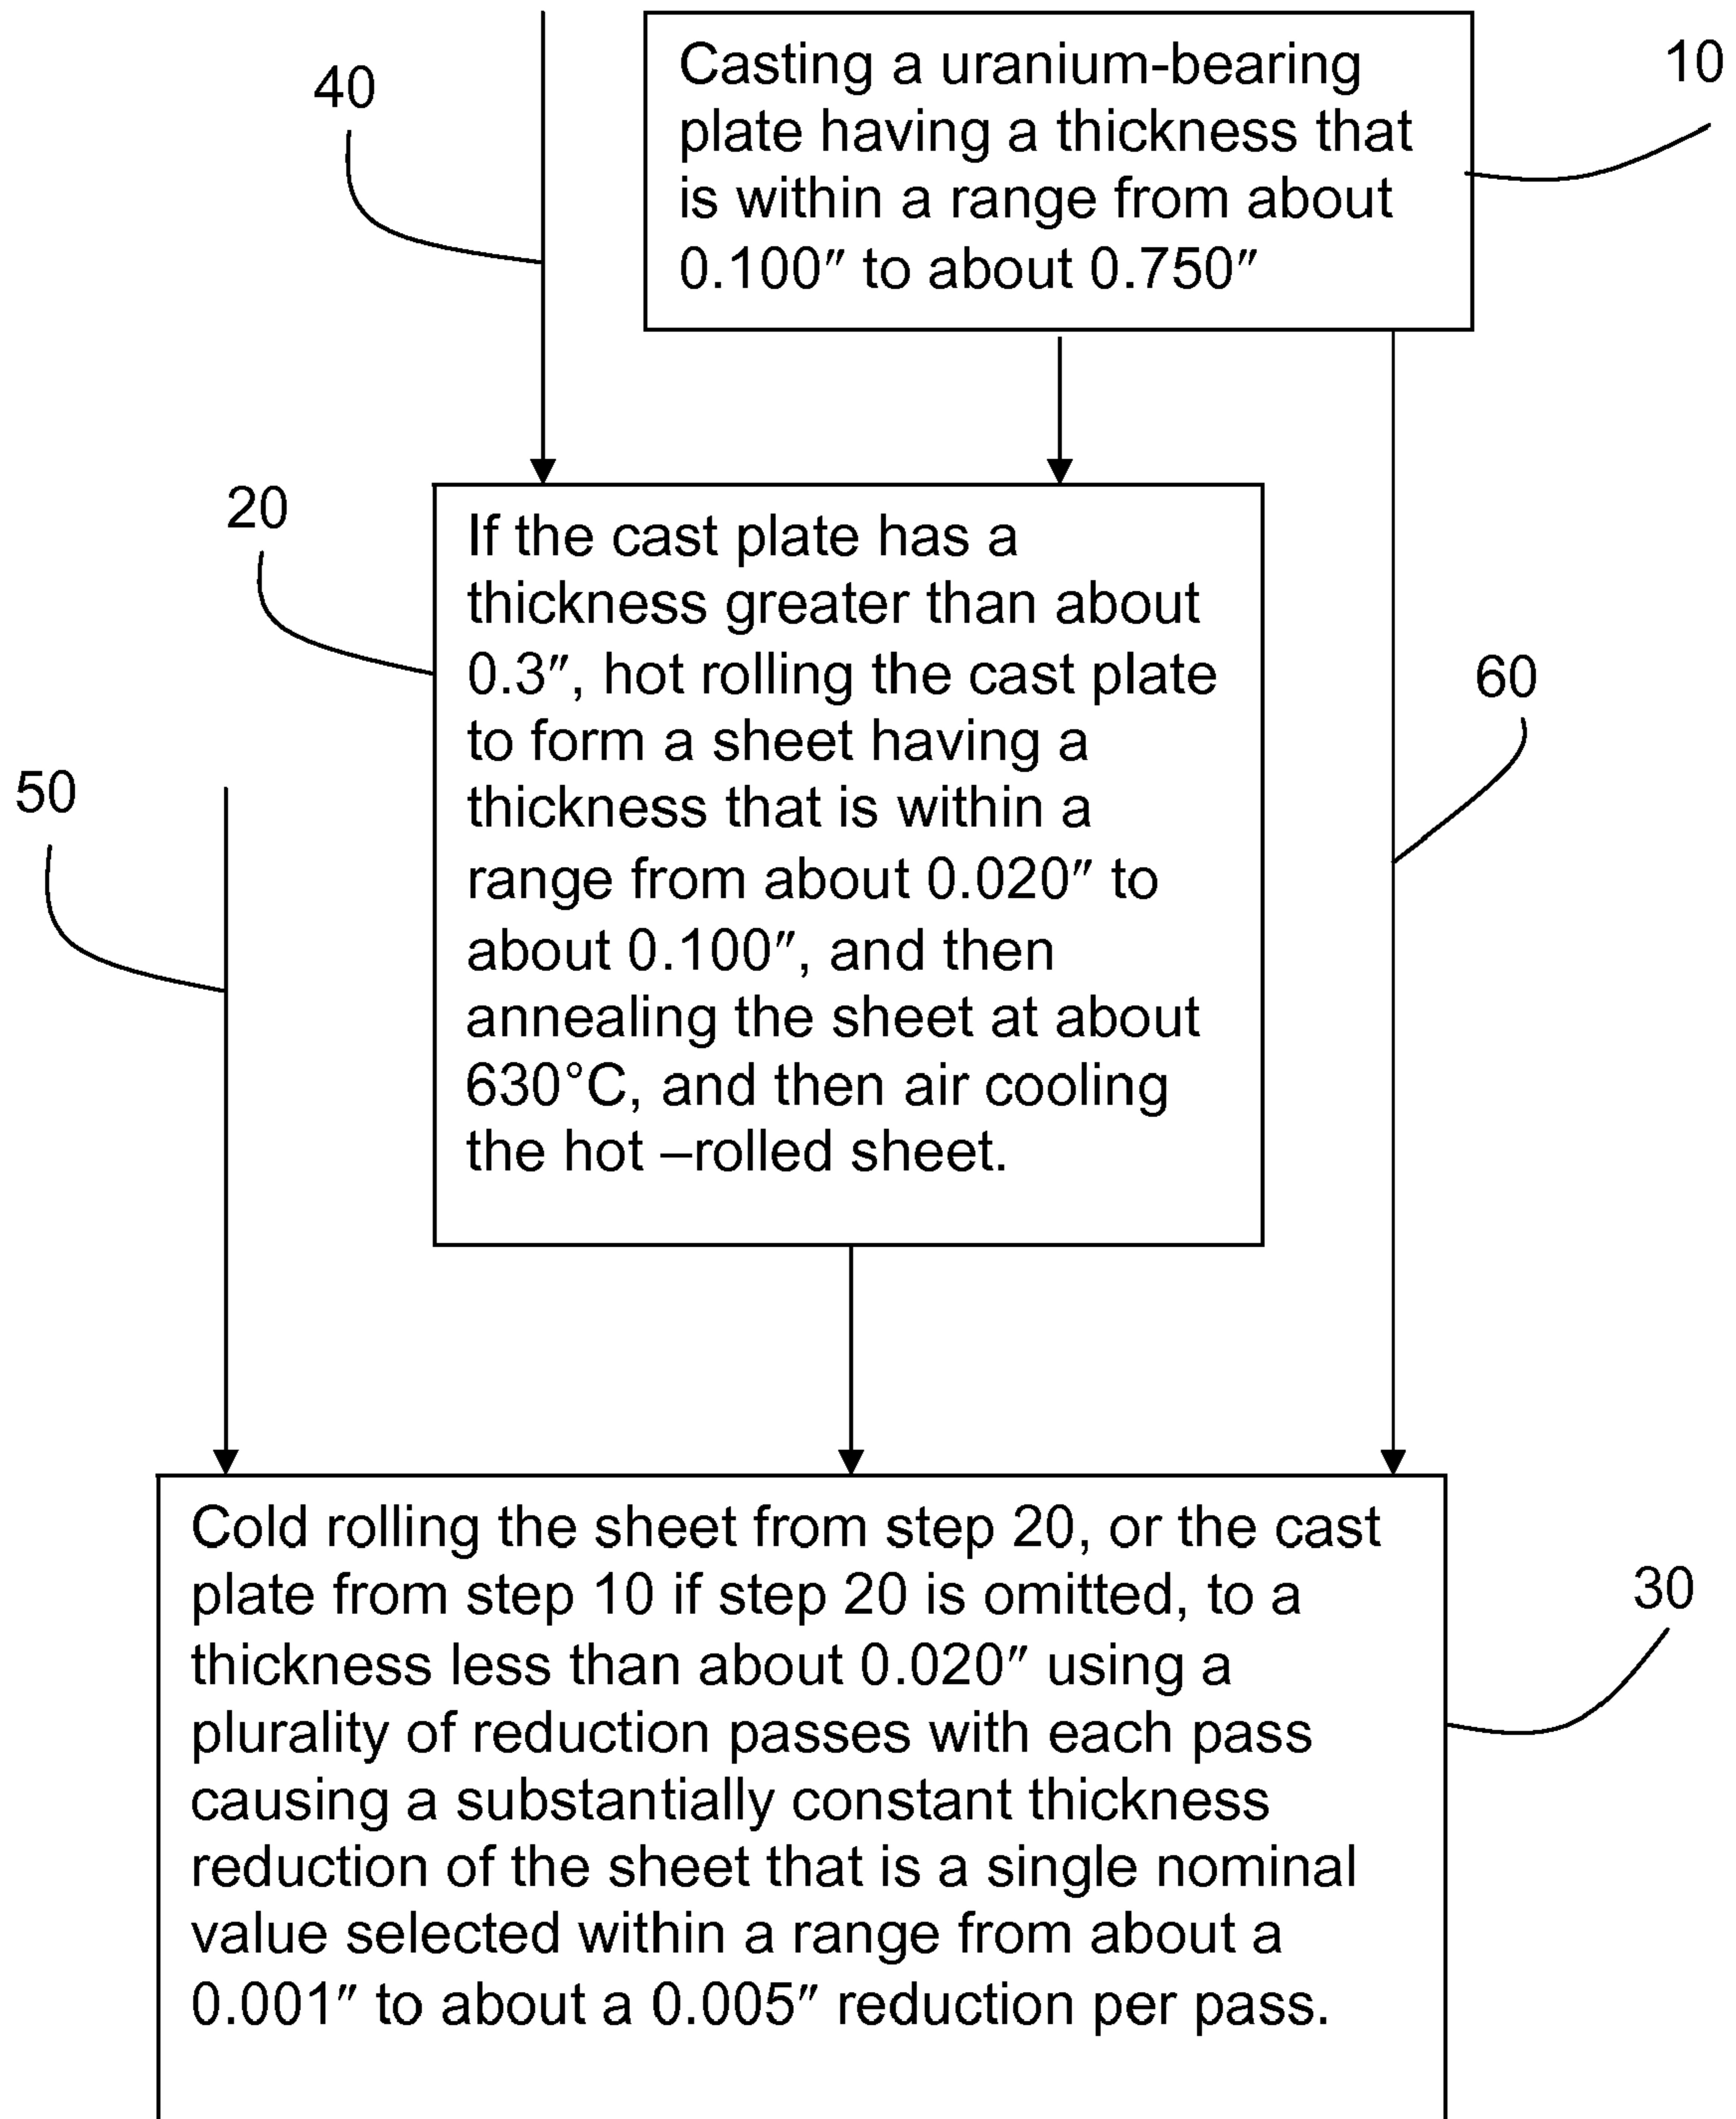 40
Casting a uranium-bearing
plate having a thickness that
is within a range from about
0.100″ to about 0.750″
10
20
If the cast plate has a
thickness greater than about
0.3″, hot rolling the cast plate
to form a sheet having a
thickness that is within a
range from about 0.020″ to
about 0.100″, and then
annealing the sheet at about
630°C, and then air cooling
the hot –rolled sheet.
60
50
Cold rolling the sheet from step 20, or the cast
plate from step 10 if step 20 is omitted, to a
thickness less than about 0.020″ using a
plurality of reduction passes with each pass
causing a substantially constant thickness
reduction of the sheet that is a single nominal
value selected within a range from about a
0.001″ to about a 0.005″ reduction per pass.
30